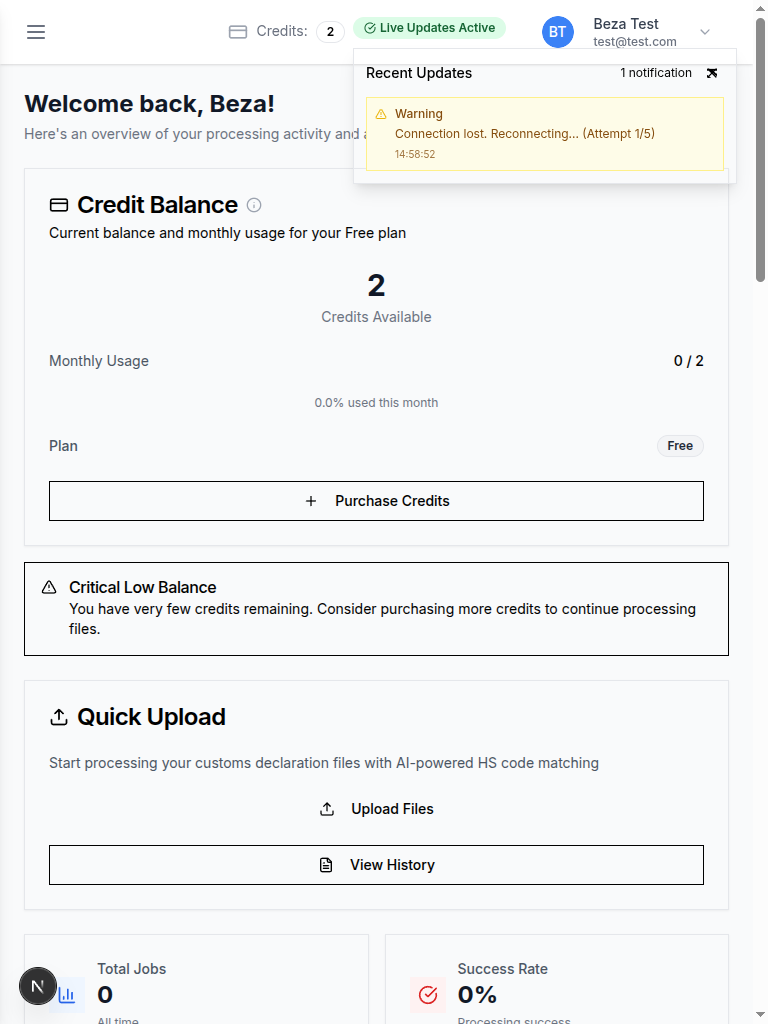 Credits: 2
Live Updates Active
BT
Beza Test
test@test.com
Recent Updates
1 notification
Warning
Connection lost. Reconnecting... (Attempt 1/5)
14:58:52
Welcome back, Beza!
Here's an overview of your processing activity and
Credit Balance
Current balance and monthly usage for your Free plan
2
Credits Available
Monthly Usage
0 / 2
0.0% used this month
Plan
Free
Purchase Credits
Critical Low Balance
You have very few credits remaining. Consider purchasing more credits to continue processing
files.
Quick Upload
Start processing your customs declaration files with AI-powered HS code matching
Upload Files
View History
Total Jobs
0
All time
Success Rate
0%
Processing success
N